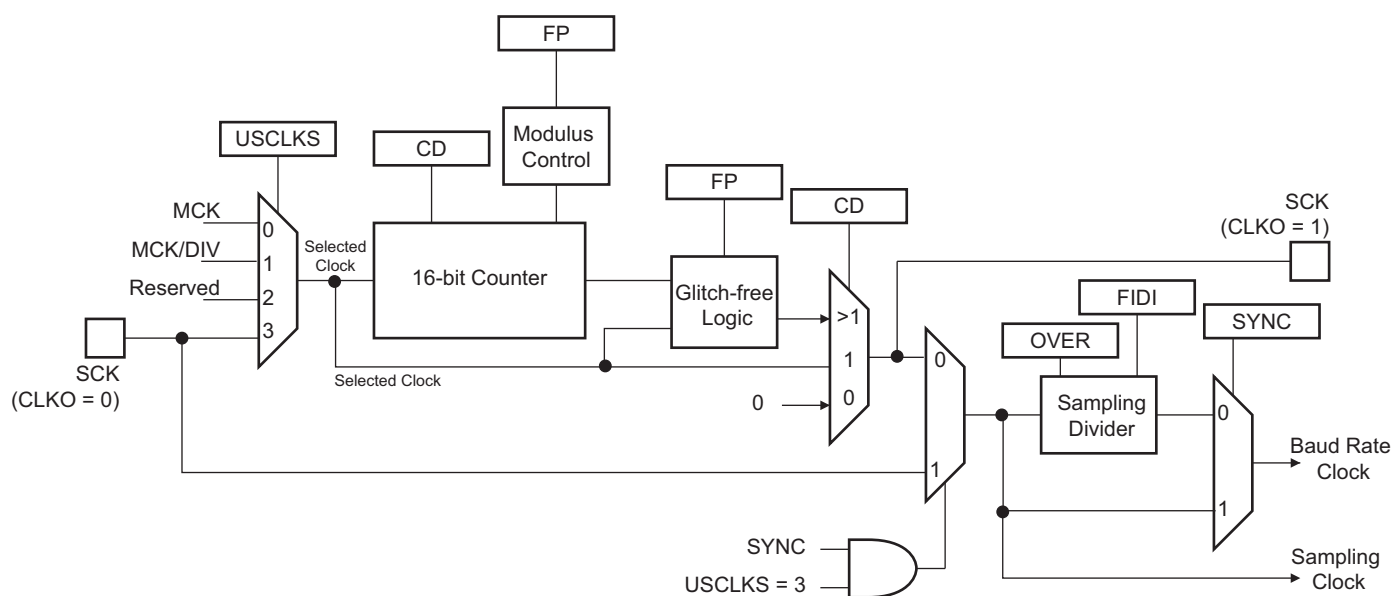 FP
Modulus
Control
USCLKS
CD
FP
CD
SCK
(CLKO = 1)
MCK
0
MCK/DIV
1
Selected
Clock
16-bit Counter
Reserved
2
3
Glitch-free
Logic
>1
FIDI
OVER
SYNC
SCK
(CLKO = 0)
Selected Clock
1
0
0
0
Sampling
Divider
0
Baud Rate
Clock
1
1
SYNC
USCLKS = 3
Sampling
Clock